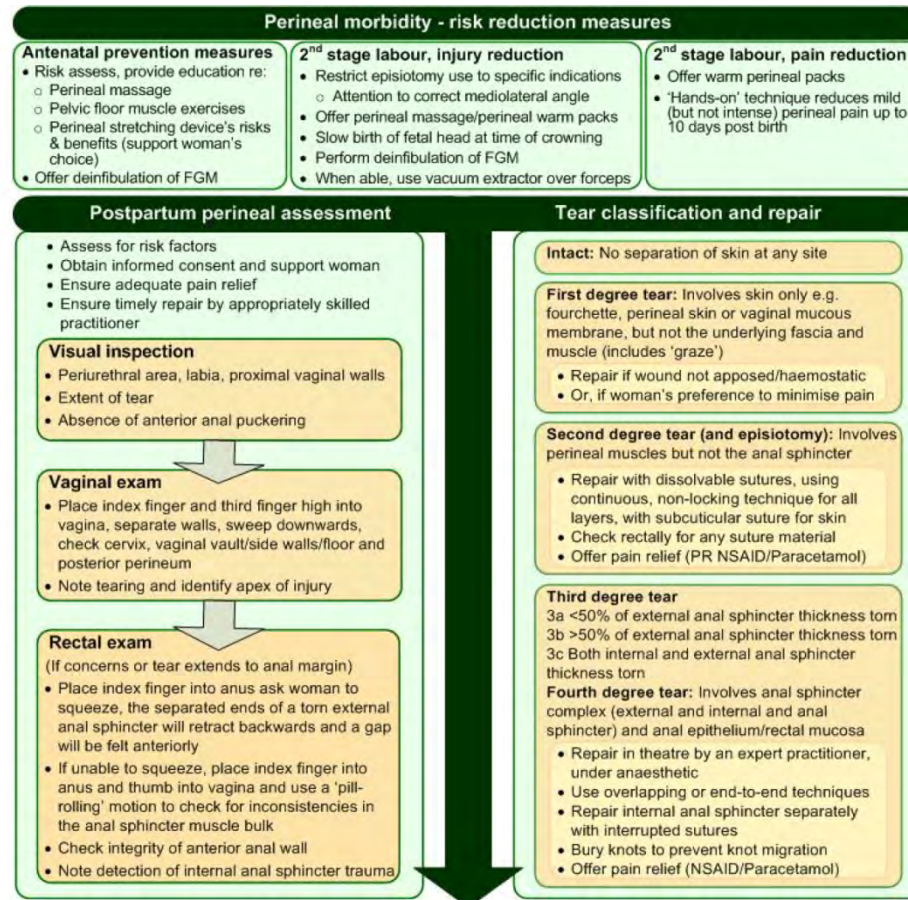 Perineal morbidity - risk reduction measures
Antenatal prevention measures
• Risk assess, provide education re:
o Perineal massage
o Pelvic floor muscle exercises
o Perineal stretching device's risks
& benefits (support woman's
choice)
• Offer deinfibulation of FGM
2nd stage labour, injury reduction
• Restrict episiotomy use to specific indications
o Attention to correct mediolateral angle
• Offer perineal massage/perineal warm packs
• Slow birth of fetal head at time of crowning
• Perform deinfibulation of FGM
• When able, use vacuum extractor over forceps
2nd stage labour, pain reduction
• Offer warm perineal packs
• 'Hands-on' technique reduces mild
(but not intense) perineal pain up to
10 days post birth
Postpartum perineal assessment
• Assess for risk factors
• Obtain informed consent and support woman
• Ensure adequate pain relief
• Ensure timely repair by appropriately skilled
practitioner
Visual inspection
• Periurethral area, labia, proximal vaginal walls
• Extent of tear
• Absence of anterior anal puckering
Vaginal exam
• Place index finger and third finger high into
vagina, separate walls, sweep downwards,
check cervix, vaginal vault/side walls/floor and
posterior perineum
• Note tearing and identify apex of injury
Rectal exam
(If concerns or tear extends to anal margin)
• Place index finger into anus ask woman to
squeeze, the separated ends of a torn external
anal sphincter will retract backwards and a gap
will be felt anteriorly
• If unable to squeeze, place index finger into
anus and thumb into vagina and use a 'pill-
rolling' motion to check for inconsistencies in
the anal sphincter muscle bulk
• Check integrity of anterior anal wall
• Note detection of internal anal sphincter trauma
Tear classification and repair
Intact: No separation of skin at any site
First degree tear: Involves skin only e.g.
fourchette, perineal skin or vaginal mucous
membrane, but not the underlying fascia and
muscle (includes 'graze')
• Repair if wound not apposed/haemostatic
• Or, if woman's preference to minimise pain
Second degree tear (and episiotomy): Involves
perineal muscles but not the anal sphincter
• Repair with dissolvable sutures, using
continuous, non-locking technique for all
layers, with subcuticular suture for skin
• Check rectally for any suture material
• Offer pain relief (PR NSAID/Paracetamol)
Third degree tear
3a <50% of external anal sphincter thickness torn
3b >50% of external anal sphincter thickness torn
3c Both internal and external anal sphincter
thickness torn
Fourth degree tear: Involves anal sphincter
complex (external and internal and anal
sphincter) and anal epithelium/rectal mucosa
• Repair in theatre by an expert practitioner,
under anaesthetic
• Use overlapping or end-to-end techniques
• Repair internal anal sphincter separately
with interrupted sutures
• Bury knots to prevent knot migration
• Offer pain relief (NSAID/Paracetamol)